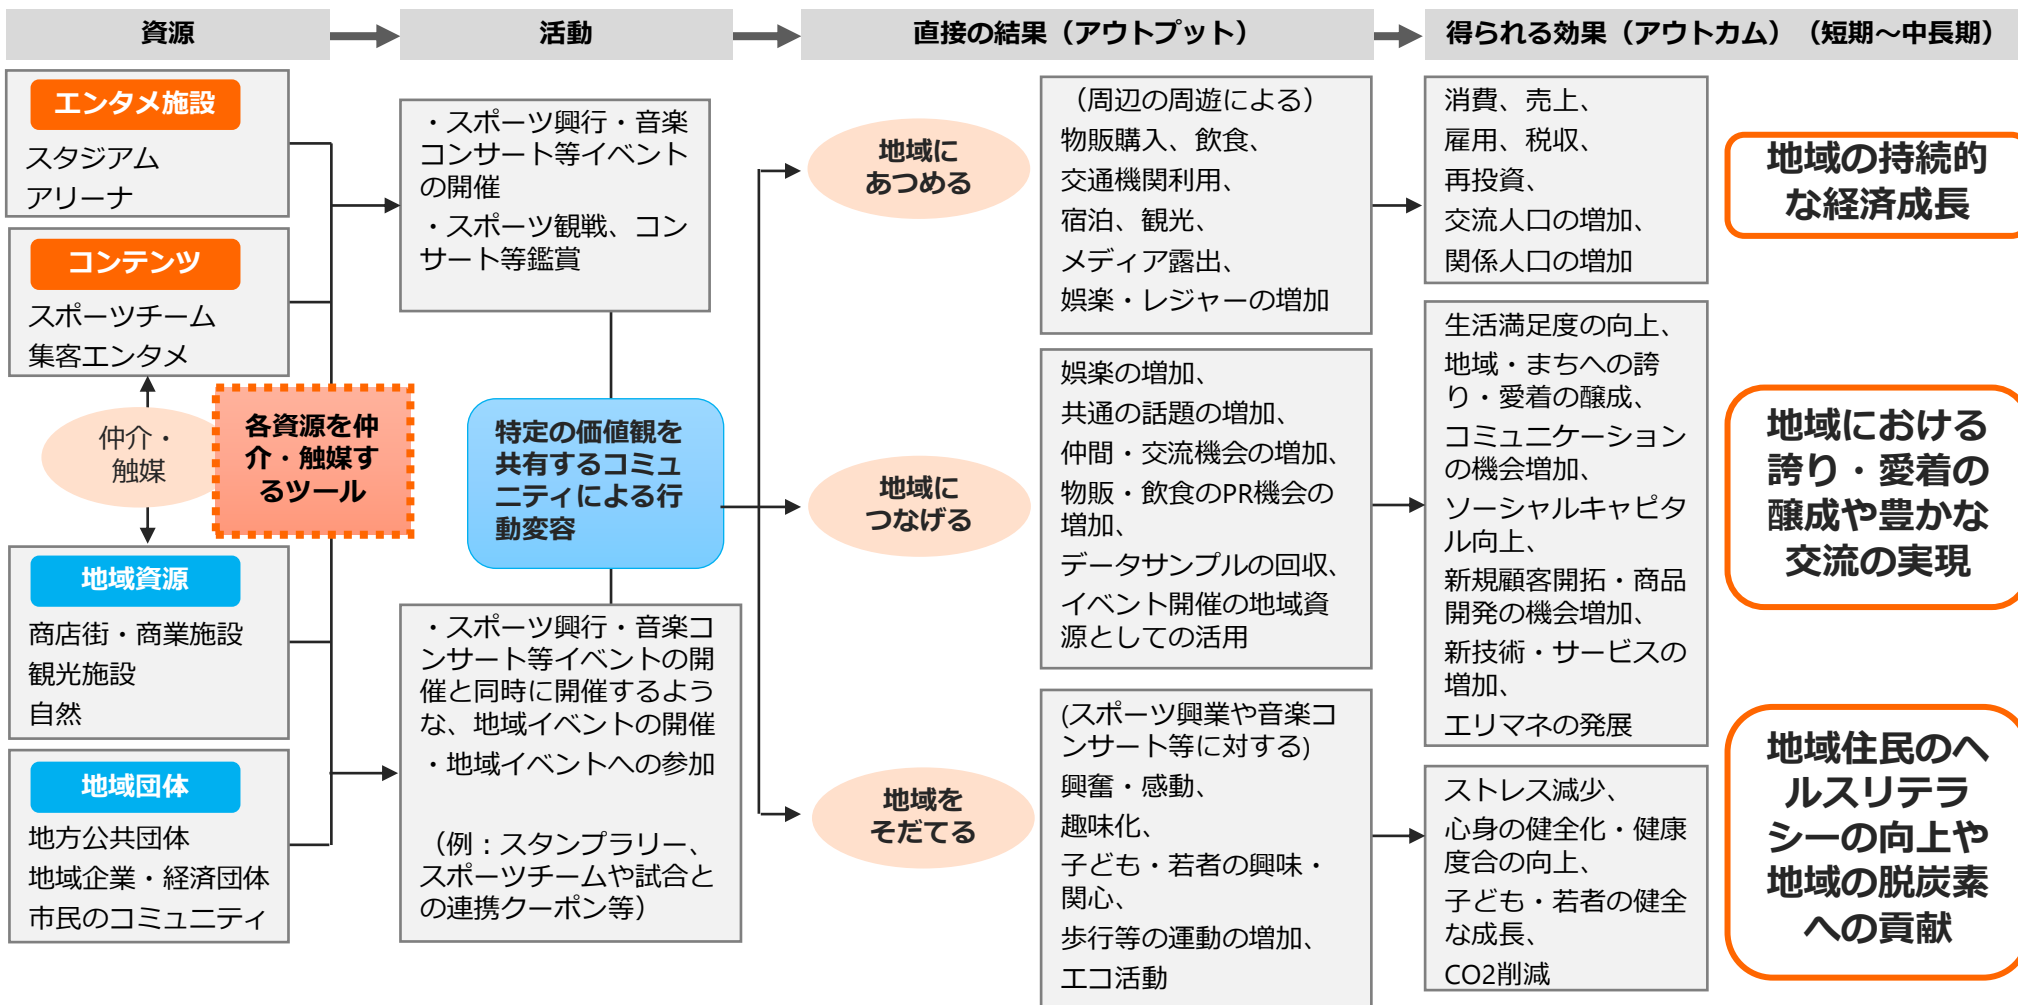 資源
活動
直接の結果（アウトプット）
得られる効果（アウトカム）（短期～中長期）
エンタメ施設
スタジアム
アリーナ
コンテンツ
スポーツチーム
集客エンタメ
仲介・
触媒
各資源を仲
介・触媒す
るツール
地域資源
商店街・商業施設
観光施設
自然
地域団体
地方公共団体
地域企業・経済団体
市民のコミュニティ
・スポーツ興行・音楽
コンサート等イベント
の開催
・スポーツ観戦、コン
サート等鑑賞
特定の価値観を
共有するコミュ
ニティによる行
動変容
・スポーツ興行・音楽コ
ンサート等イベントの開
催と同時に開催するよう
な、地域イベントの開催
・地域イベントへの参加
（例：スタンプラリー、
スポーツチームや試合と
の連携クーポン等）
地域に
あつめる
（周辺の周遊による）
物販購入、飲食、
交通機関利用、
宿泊、観光、
メディア露出、
娯楽・レジャーの増加
地域に
つなげる
娯楽の増加、
共通の話題の増加、
仲間・交流機会の増加、
物販・飲食のPR機会の
増加、
データサンプルの回収、
イベント開催の地域資
源としての活用
地域を
そだてる
(スポーツ興業や音楽コ
ンサート等に対する)
興奮・感動、
趣味化、
子ども・若者の興味・
関心、
歩行等の運動の増加、
エコ活動
消費、売上、
雇用、税収、
再投資、
交流人口の増加、
関係人口の増加
生活満足度の向上、
地域・まちへの誇
り・愛着の醸成、
コミュニケーション
の機会増加、
ソーシャルキャピタ
ル向上、
新規顧客開拓・商品
開発の機会増加、
新技術・サービスの
増加、
エリマネの発展
ストレス減少、
心身の健全化・健康
度合の向上、
子ども・若者の健全
な成長、
CO2削減
地域の持続的
な経済成長
地域における
誇り・愛着の
醸成や豊かな
交流の実現
地域住民のヘ
ルスリテラ
シーの向上や
地域の脱炭素
への貢献